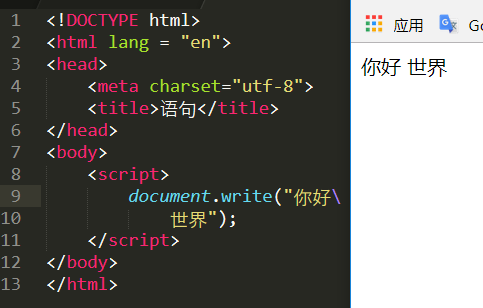 1 <!DOCTYPE html>
2 <html lang = "en">
3 <head>
4 <meta charset="utf-8">
5 <title>语句</title>
6 </head>
7 <body>
8 <script>
9 document.write("你好\
10 世界");
11 </script>
12 </body>
13 </html>
应用 Go
你好 世界